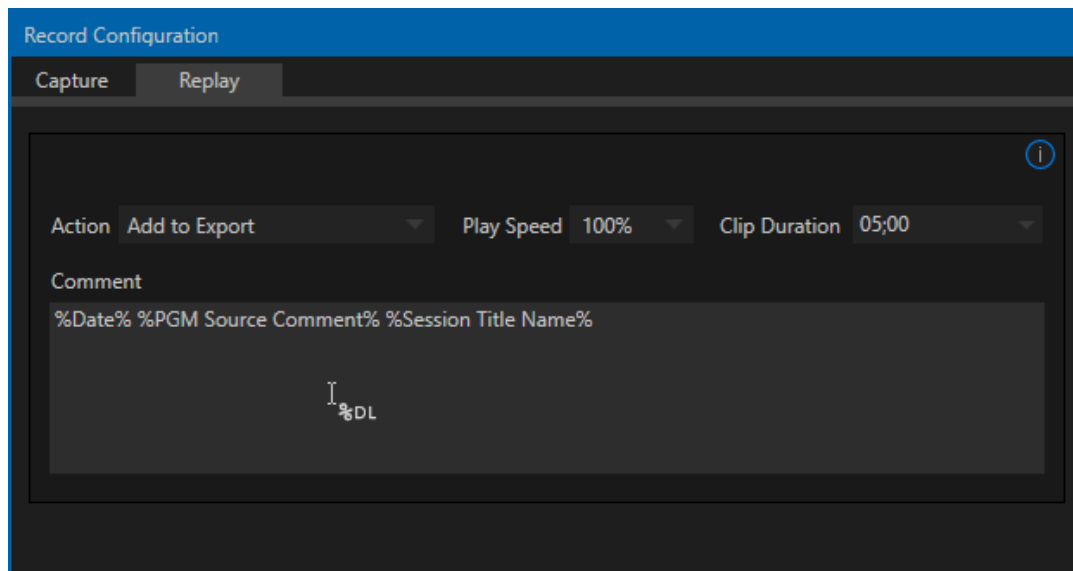 Record Configuration
Capture Replay
i
Action Add to Export Play Speed 100% Clip Duration 05;00
Comment
%Date% %PGM Source Comment% %Session Title Name%
%DL